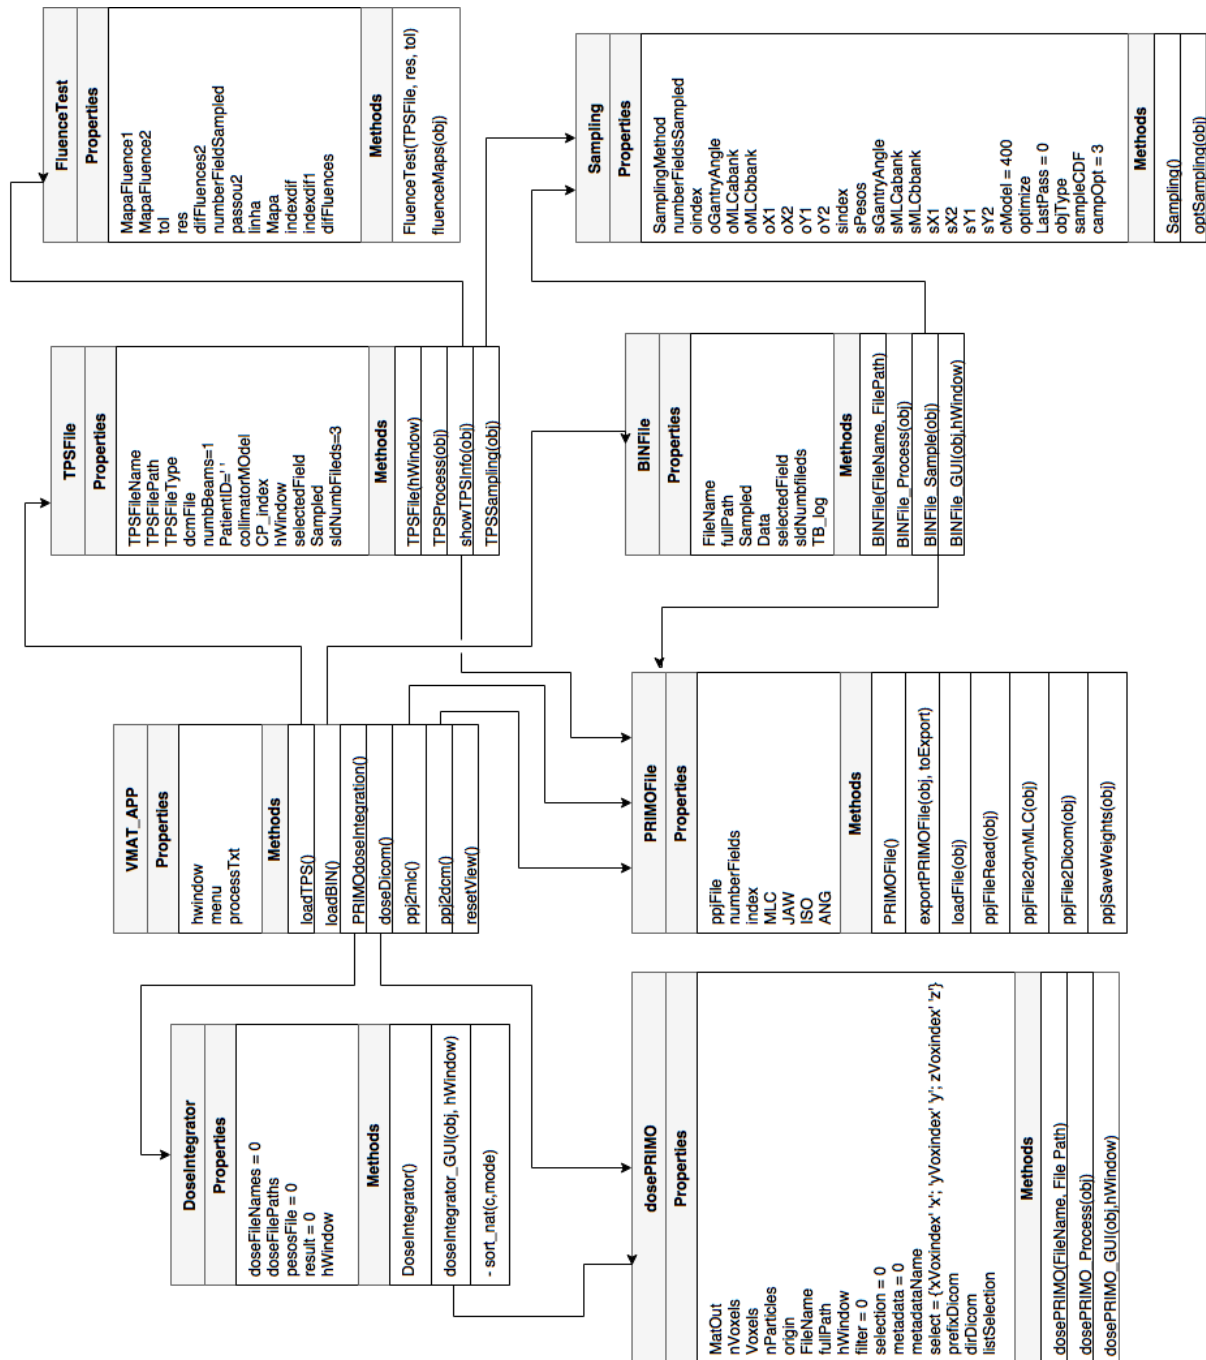 VMAT_APP
Properties
hwindow
menu
processTxt
Methods
loadTPS()
loadBIN()
PRIMOdoseIntegration()
doseDicom()
ppj2mlc()
ppj2dcm()
resetView()
DoseIntegrator
Properties
doseFileNames = 0
doseFilePaths
pesosFile = 0
result = 0
hWindow
Methods
DoseIntegrator()
doseIntegrator_GUI(obj, hWindow)
- sort_nat(c,mode)
dosePRIMO
Properties
MatOut
nVoxels
Voxels
nParticles
origin
FileName
fullPath
hWindow
filter = 0
selection = 0
metadata = 0
metadataName
select = {'xVoxindex' 'x'; yVoxindex' 'y'; zVoxindex' 'z'}
prefixDicom
dirDicom
listSelection
Methods
dosePRIMO(FileName, File Path)
dosePRIMO_Process(obj)
dosePRIMO_GUI(obj,hWindow)
PRIMOFile
Properties
ppjFile
numberFields
index
MLC
JAW
ISO
ANG
Methods
PRIMOFile()
exportPRIMOFile(obj, toExport)
loadFile(obj)
ppjFileRead(obj)
ppjFile2dynMLC(obj)
ppjFile2Dicom(obj)
ppjSaveWeights(obj)
TPSFile
Properties
TPSFileName
TPSFilePath
TPSFileType
dcmFile
numbBeams=1
PatientID=' '
collimatorMOdel
CP_index
hWindow
selectedField
Sampled
sldNumbFileds=3
Methods
TPSFile(hWindow)
TPSProcess(obj)
showTPSInfo(obj)
TPSSampling(obj)
BINFile
Properties
FileName
fullPath
Sampled
Data
selectedField
sldNumbfileds
TB_log
Methods
BINFile(FileName, FilePath)
BINFile_Process(obj)
BINFile_Sample(obj)
BINFile_GUI(obj,hWindow)
FluenceTest
Properties
MapaFluence1
MapaFluence2
tol
res
difFluences2
numberFieldSampled
passou2
linha
Mapa
indexdif
indexdif1
difFluences
Methods
FluenceTest(TPSFile, res, tol)
fluenceMaps(obj)
Sampling
Properties
SamplingMethod
numberFieldsSampled
oindex
oGantryAngle
oMLCabank
oMLCbbank
oX1
oX2
oY1
oY2
sindex
sPesos
sGantryAngle
sMLCabank
sMLCbbank
sX1
sX2
sY1
sY2
cModel = 400
optimize
LastPass = 0
objType
sampleCDF
campOpt = 3
Methods
Sampling()
optSampling(obj)